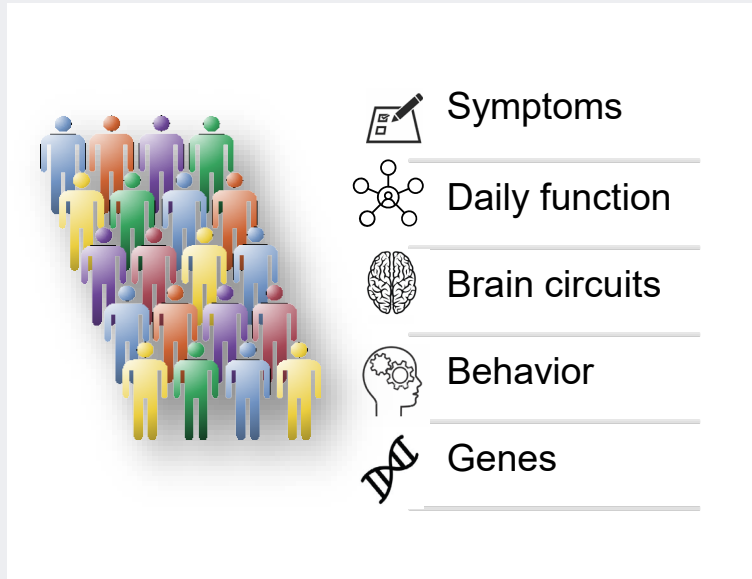 Symptoms
Daily function
Brain circuits
Behavior
Genes